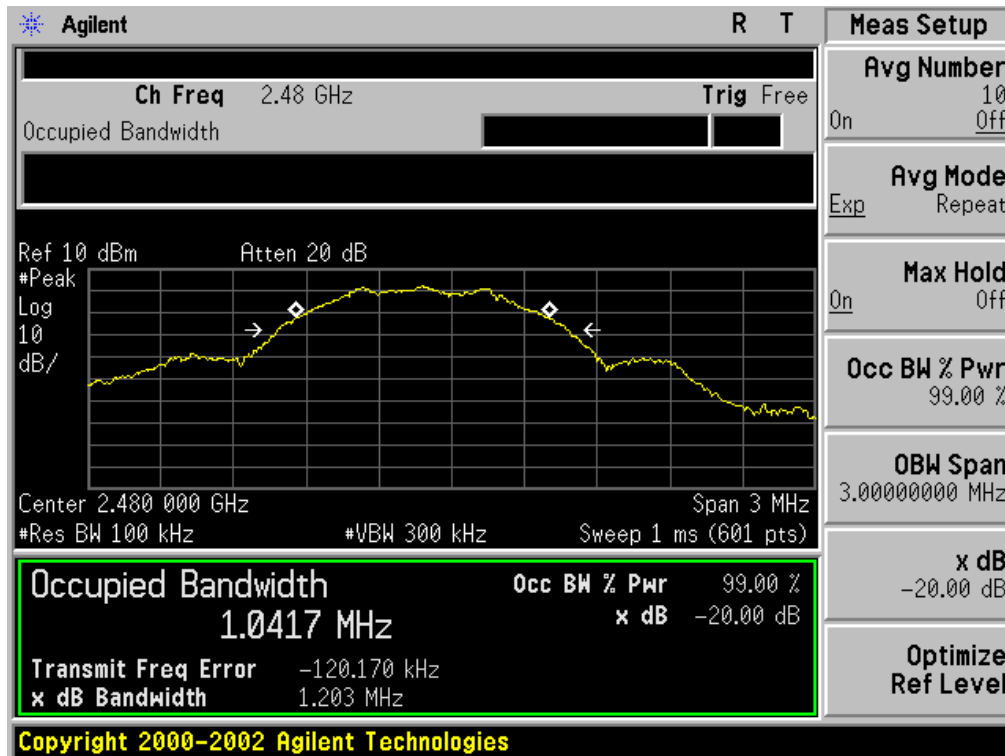 Agilent R T
Ch Freq 2.48 GHz Trig Free
Occupied Bandwidth
Ref 10 dBm Atten 20 dB
#Peak
Log
10
dB/
Center 2.480 000 GHz Span 3 MHz
#Res BW 100 kHz #VBW 300 kHz Sweep 1 ms (601 pts)
Occupied Bandwidth
1.0417 MHz
Occ BW % Pwr 99.00 %
x dB -20.00 dB
Transmit Freq Error -120.170 kHz
x dB Bandwidth 1.203 MHz
Copyright 2000-2002 Agilent Technologies
Meas Setup
Avg Number
10
On Off
Avg Mode
Exp Repeat
Max Hold
On Off
Occ BW % Pwr
99.00 %
OBW Span
3.00000000 MHz
x dB
-20.00 dB
Optimize
Ref Level